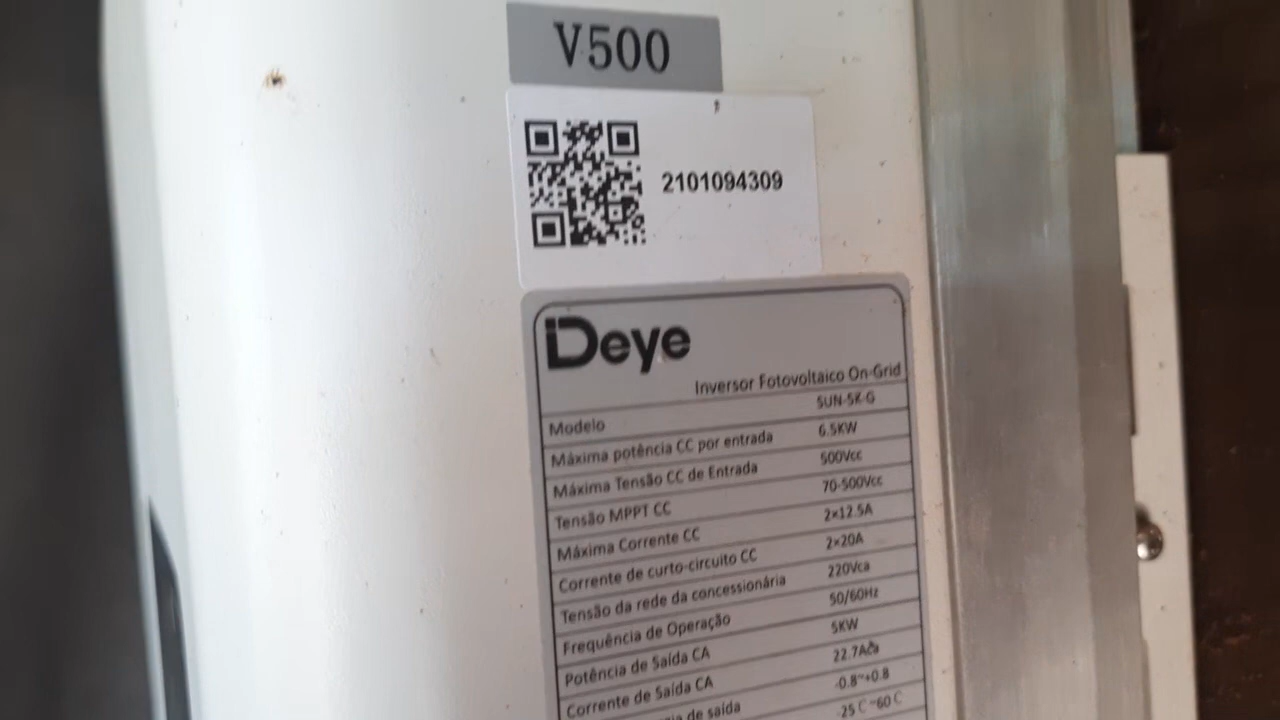 V500
2101094309
Deye
Inversor Fotovoltaico On-Grid
Modelo SUN-5K-G
Máxima potência CC por entrada 6.5KW
Máxima Tensão CC de Entrada 500Vcc
Tensão MPPT CC 70-500Vcc
Máxima Corrente CC 2×12.5A
Corrente de curto-circuito CC 2×20A
Tensão da rede da concessionária 220Vca
Frequência de Operação 50/60Hz
Potência de Saída CA 5KW
Corrente de Saída CA 22.7Aca
de saída -0.8~+0.8
-25℃~60℃